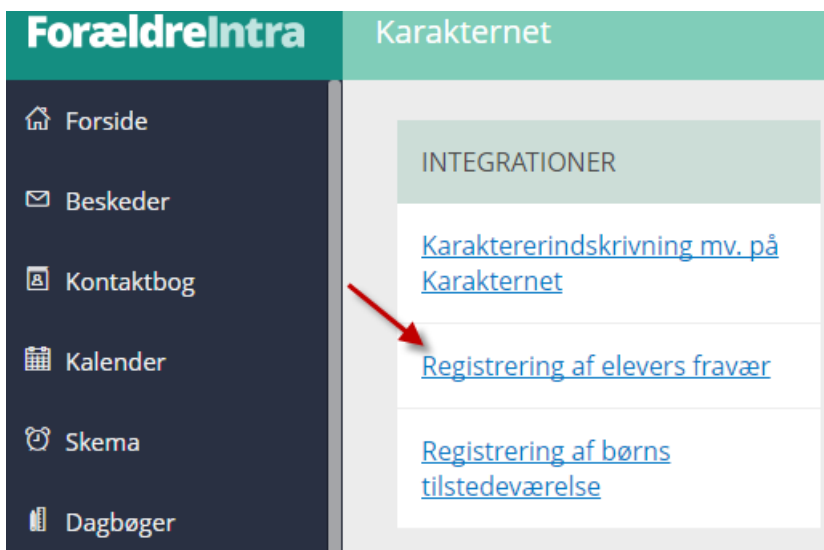 ForældreIntra
Karakternet
Forside
Beskeder
Kontaktbog
Kalender
Skema
Dagbøger
INTEGRATIONER
Karaktererindskrivning mv. på
Karakternet
Registrering af elevers fravær
Registrering af børns
tilstedeværelse